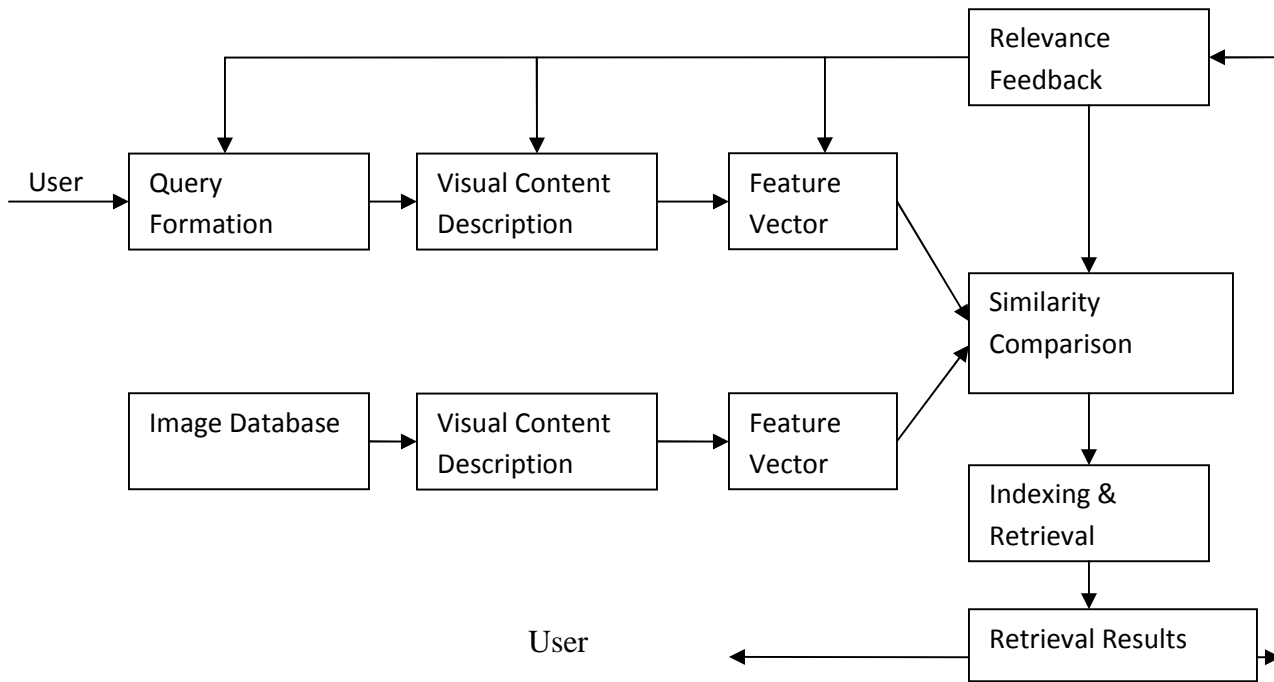 Relevance
Feedback
User
Query
Formation
Visual Content
Description
Feature
Vector
Similarity
Comparison
Image Database
Visual Content
Description
Feature
Vector
Indexing &
Retrieval
User
Retrieval Results